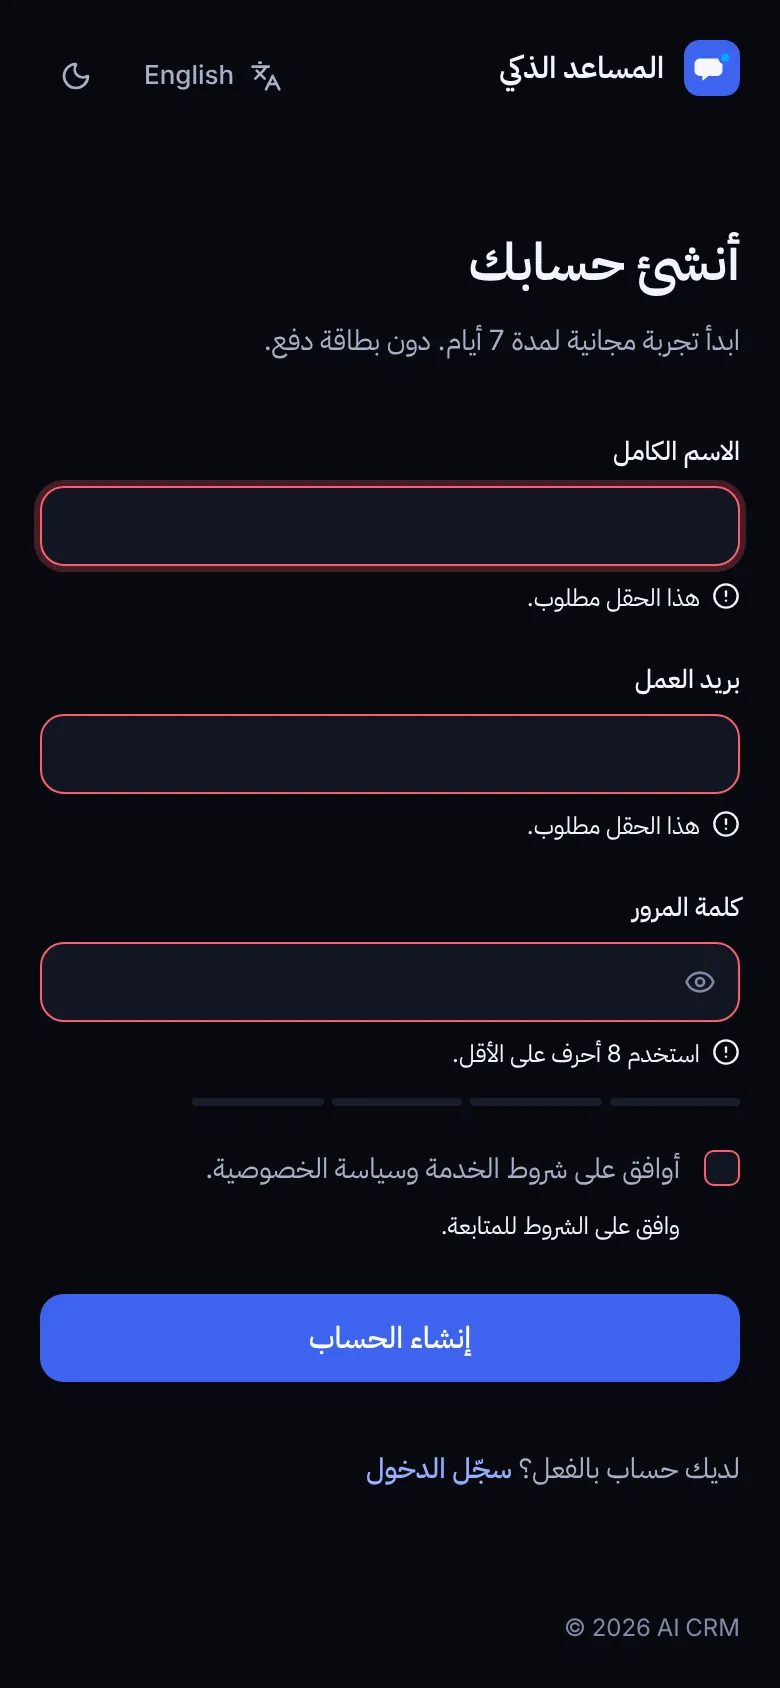 المساعد الذكي
English
أنشئ حسابك
ابدأ تجربة مجانية لمدة 7 أيام. دون بطاقة دفع.
الاسم الكامل
هذا الحقل مطلوب.
بريد العمل
هذا الحقل مطلوب.
كلمة المرور
استخدم 8 أحرف على الأقل.
أوافق على شروط الخدمة وسياسة الخصوصية.
وافق على الشروط للمتابعة.
إنشاء الحساب
لديك حساب بالفعل؟ سجّل الدخول
© 2026 AI CRM